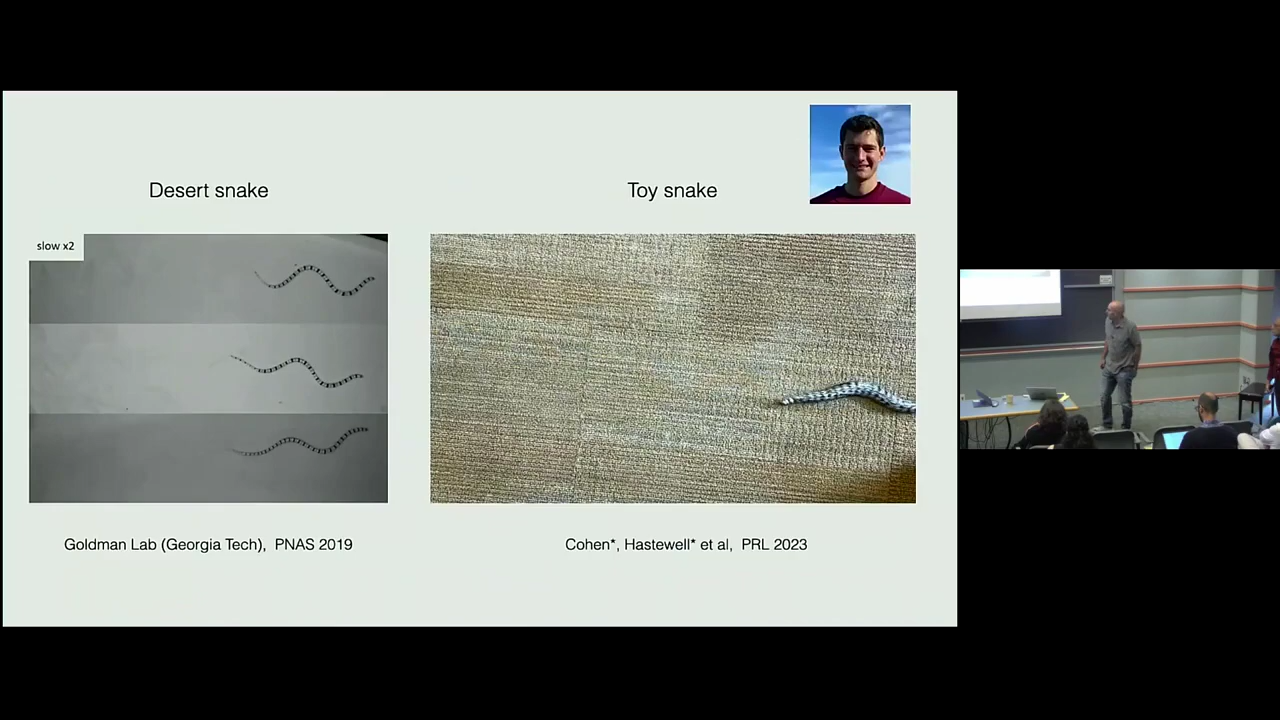 Desert snake
Toy snake
slow x2
Goldman Lab (Georgia Tech), PNAS 2019
Cohen*, Hastewell* et al, PRL 2023